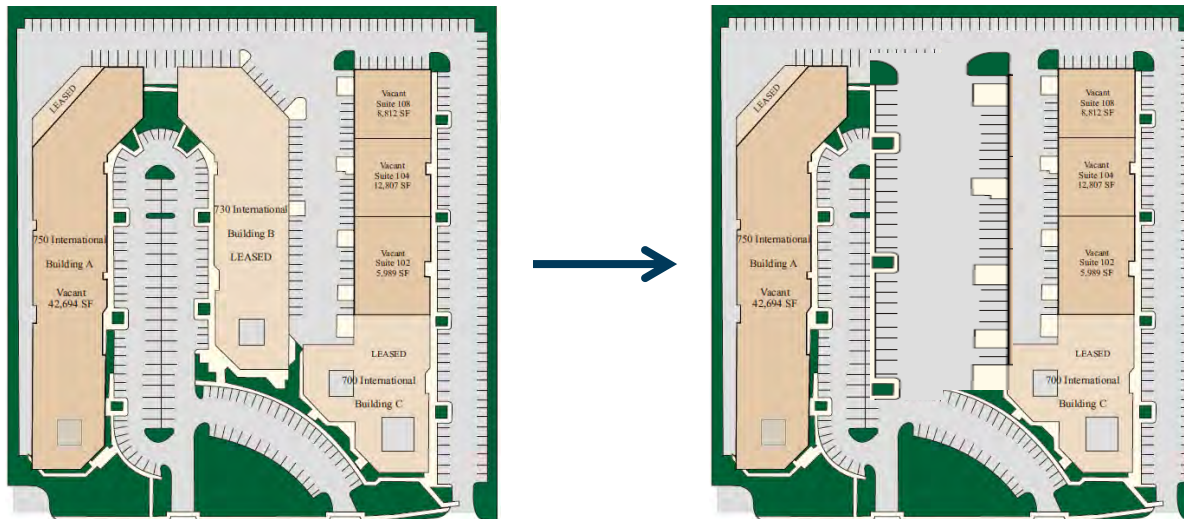 LEASED
750 International
Building A
Vacant
42,694 SF
730 International
Building B
LEASED
Vacant
Suite 108
8,812 SF
Vacant
Suite 104
12,807 SF
Vacant
Suite 102
5,989 SF
LEASED
700 International
Building C
LEASED
750 International
Building A
Vacant
42,694 SF
Vacant
Suite 108
8,812 SF
Vacant
Suite 104
12,807 SF
Vacant
Suite 102
5,989 SF
LEASED
700 International
Building C